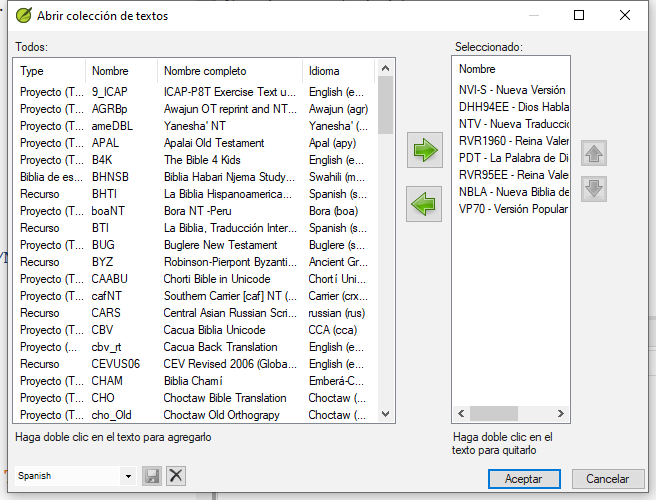 Abrir colección de textos
Todos:
Type Nombre Nombre completo Idioma
Proyecto (T... 9_ICAP ICAP-P8T Exercise Text u... English (e...
Proyecto (T... AGRBp Awajun OT reprint and NT... Awajun (agr)
Proyecto (T... ameDBL Yanesha' NT Yanesha' (...
Proyecto (T... APAL Apalai Old Testament Apal (apy)
Proyecto (T... B4K The Bible 4 Kids English (e...
Biblia de es... BHNSB Biblia Habari Njema Study... Swahili (m...
Recurso BHTI La Biblia Hispanoamerica... Spanish (s...
Proyecto (T... boaNT Bora NT -Peru Bora (boa)
Recurso BTI La Biblia, Traducción Inter... Spanish (s...
Proyecto (T... BUG Buglere New Testament Buglere (s...
Recurso BYZ Robinson-Pierpont Byzanti... Ancient Gr...
Proyecto (T... CAABU Chorti Bible in Unicode Chortí Uni...
Proyecto (T... cafNT Southern Carrier [caf] NT (... Carrier (crx...
Recurso CARS Central Asian Russian Scri... russian (rus)
Proyecto (T... CBV Cacua Biblia Unicode CCA (cca)
Proyecto (... cbv_rt Cacua Back Translation English (e...
Recurso CEVUS06 CEV Revised 2006 (Globa... English (e...
Proyecto (T... CHAM Biblia Chamí Emberá-C...
Proyecto (T... CHO Choctaw Bible Translation Choctaw (...
Proyecto (T... cho_Old Choctaw Old Orthograpy Choctaw (...
Haga doble clic en el texto para agregarlo
Spanish
Seleccionado:
Nombre
NVI-S - Nueva Versión
DHH94EE - Dios Habla
NTV - Nueva Traducci
RVR1960 - Reina Valer
PDT - La Palabra de Di
RVR95EE - Reina Valer
NBLA - Nueva Biblia de
VP70 - Versión Popular
Haga doble clic en el
texto para quitarlo
Aceptar Cancelar